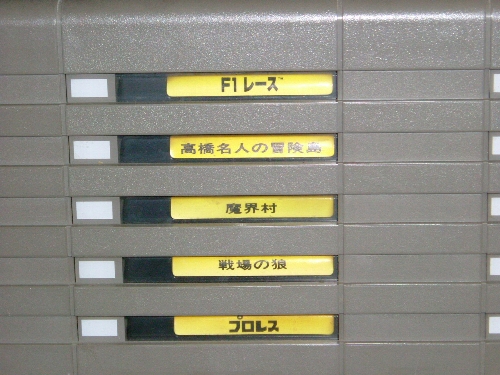 F1レース
高橋名人の冒険島
魔界村
戦場の狼
プロレス